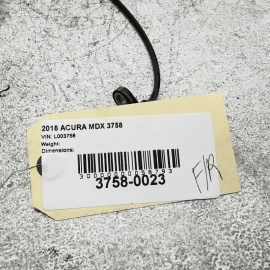 2018 ACURA MDX 3758
VIN: L003758
Weight:
Dimensions:
3758-0023
F/R